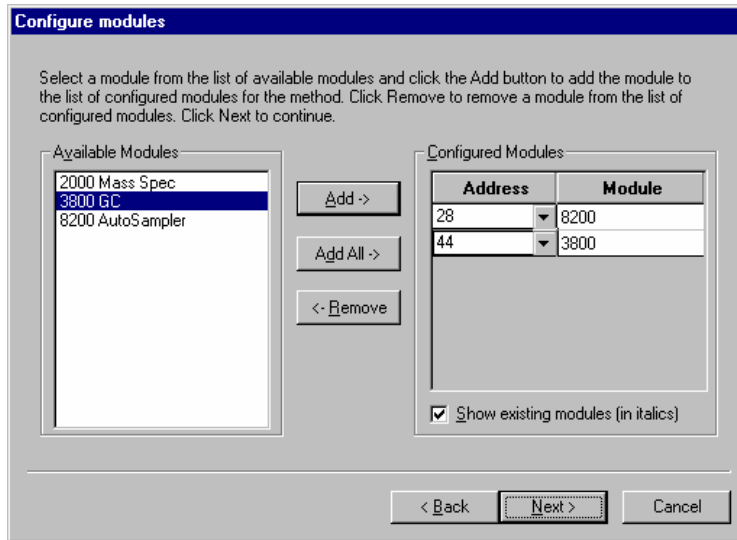 Configure modules
Select a module from the list of available modules and click the Add button to add the module to
the list of configured modules for the method. Click Remove to remove a module from the list of
configured modules. Click Next to continue.
Available Modules
2000 Mass Spec
3800 GC
8200 AutoSampler
Add ->
Add All ->
<- Remove
Configured Modules
Address Module
28 8200
44 3800
Show existing modules (in italics)
< Back Next > Cancel